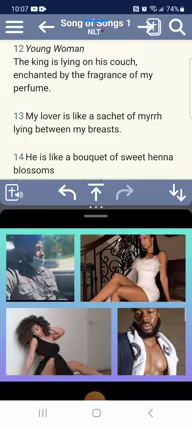 10:07
74%
Song of Songs 1
NLT
12 Young Woman
The king is lying on his couch,
enchanted by the fragrance of my
perfume.
13 My lover is like a sachet of myrrh
lying between my breasts.
14 He is like a bouquet of sweet henna
blossoms